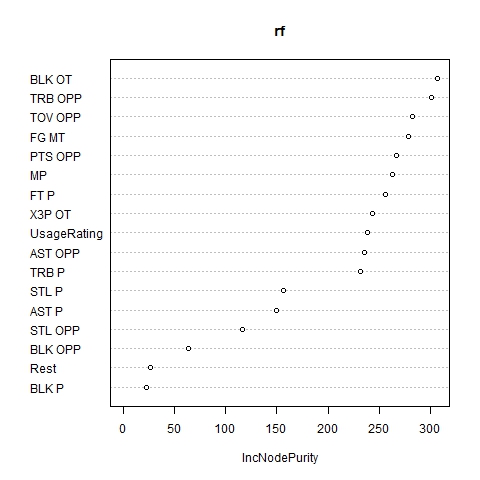 rf
BLK OT
TRB OPP
TOV OPP
FG MT
PTS OPP
MP
FT P
X3P OT
UsageRating
AST OPP
TRB P
STL P
AST P
STL OPP
BLK OPP
Rest
BLK P
0 50 100 150 200 250 300
IncNodePurity